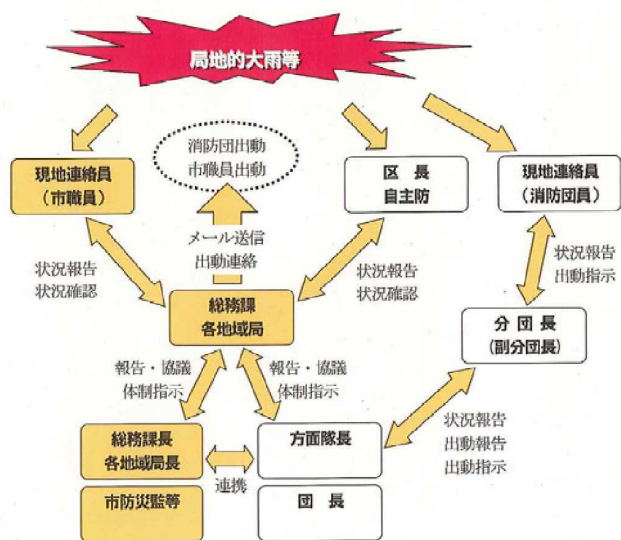 局地的大雨等
消防団出動
市職員出動
現地連絡員
(市職員)
区 長
自主防
現地連絡員
(消防団員)
メール送信
出動連絡
状況報告
状況確認
状況報告
状況確認
状況報告
出動指示
総務課
各地域局
分 団 長
(副分団長)
報告・協議
体制指示
報告・協議
体制指示
状況報告
出動報告
出動指示
総務課長
各地域局長
方面隊長
連携
市防災監等
団 長